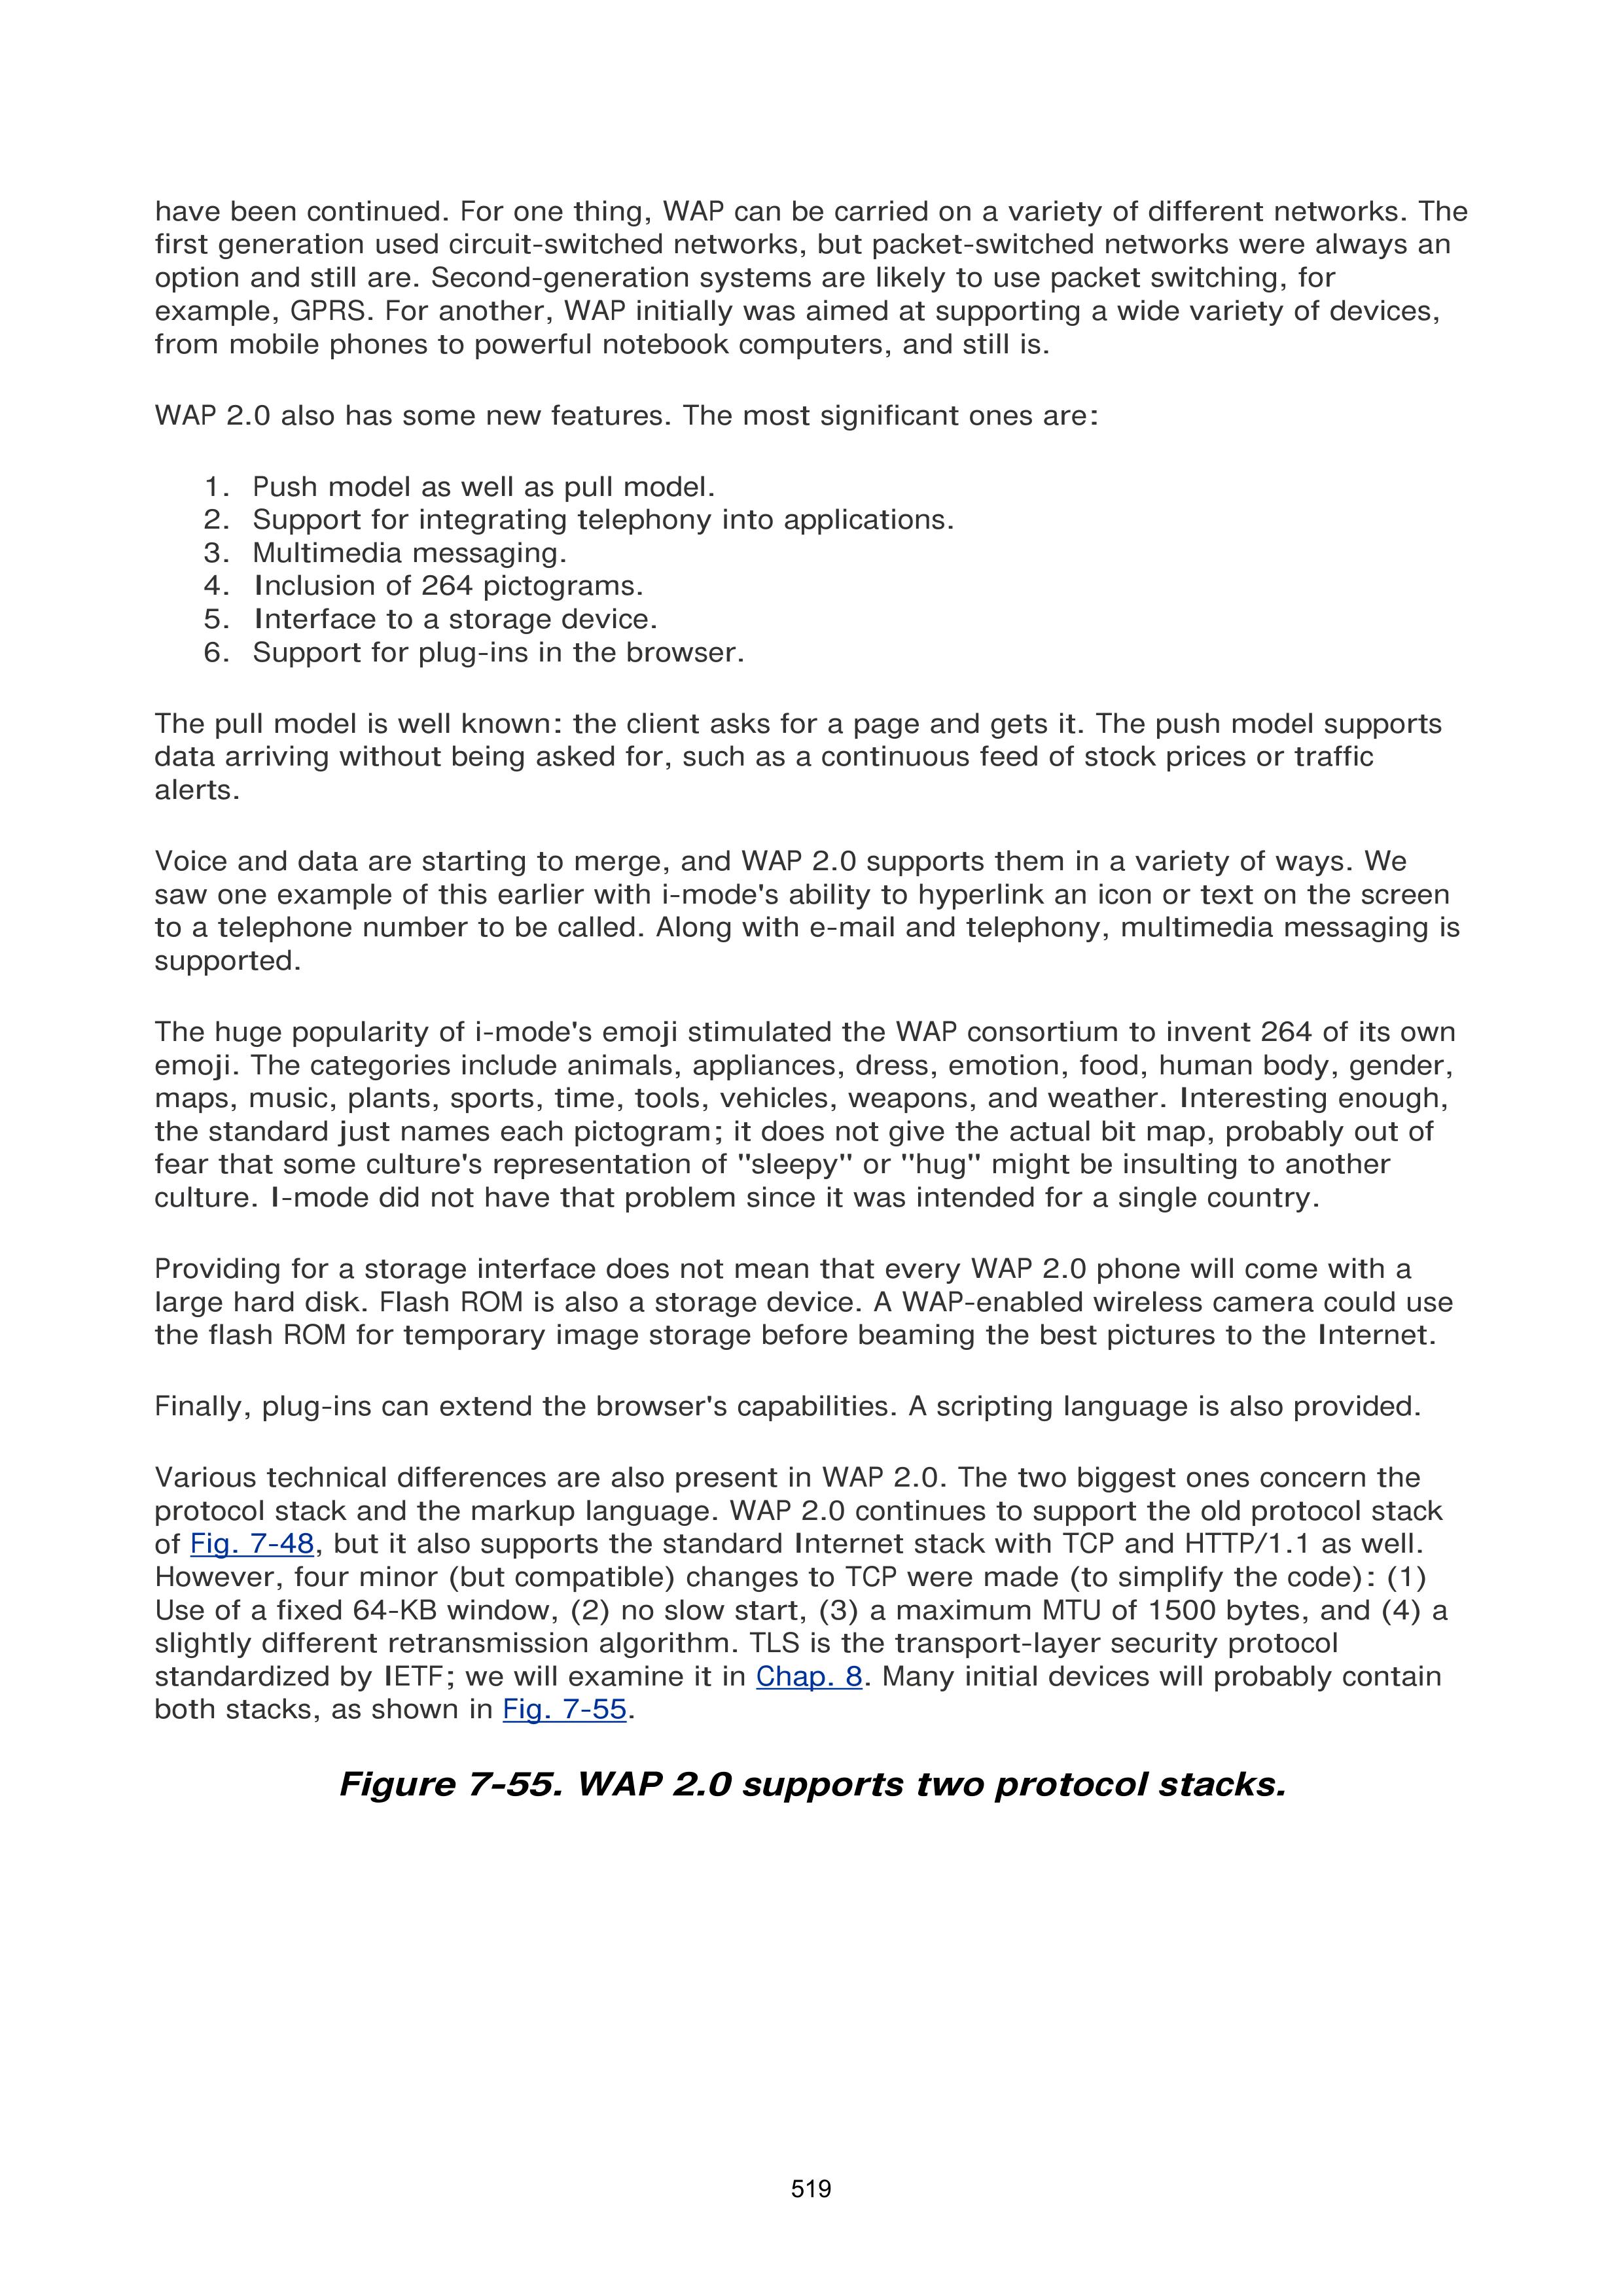 have been continued. For one thing, WAP can be carried on a variety of different networks. The
first generation used circuit-switched networks, but packet-switched networks were always an
option and still are. Second-generation systems are likely to use packet switching, for
example, GPRS. For another, WAP initially was aimed at supporting a wide variety of devices,
from mobile phones to powerful notebook computers, and still is.
WAP 2.0 also has some new features. The most significant ones are:
1. Push model as well as pull model.
2. Support for integrating telephony into applications.
3. Multimedia messaging.
4. Inclusion of 264 pictograms.
5. Interface to a storage device.
6. Support for plug-ins in the browser.
The pull model is well known: the client asks for a page and gets it. The push model supports
data arriving without being asked for, such as a continuous feed of stock prices or traffic
alerts.
Voice and data are starting to merge, and WAP 2.0 supports them in a variety of ways. We
saw one example of this earlier with i-mode's ability to hyperlink an icon or text on the screen
to a telephone number to be called. Along with e-mail and telephony, multimedia messaging is
supported.
The huge popularity of i-mode's emoji stimulated the WAP consortium to invent 264 of its own
emoji. The categories include animals, appliances, dress, emotion, food, human body, gender,
maps, music, plants, sports, time, tools, vehicles, weapons, and weather. Interesting enough,
the standard just names each pictogram; it does not give the actual bit map, probably out of
fear that some culture's representation of ''sleepy'' or ''hug'' might be insulting to another
culture. I-mode did not have that problem since it was intended for a single country.
Providing for a storage interface does not mean that every WAP 2.0 phone will come with a
large hard disk. Flash ROM is also a storage device. A WAP-enabled wireless camera could use
the flash ROM for temporary image storage before beaming the best pictures to the Internet.
Finally, plug-ins can extend the browser's capabilities. A scripting language is also provided.
Various technical differences are also present in WAP 2.0. The two biggest ones concern the
protocol stack and the markup language. WAP 2.0 continues to support the old protocol stack
of Fig. 7-48, but it also supports the standard Internet stack with TCP and HTTP/1.1 as well.
However, four minor (but compatible) changes to TCP were made (to simplify the code): (1)
Use of a fixed 64-KB window, (2) no slow start, (3) a maximum MTU of 1500 bytes, and (4) a
slightly different retransmission algorithm. TLS is the transport-layer security protocol
standardized by IETF; we will examine it in Chap. 8. Many initial devices will probably contain
both stacks, as shown in Fig. 7-55.
Figure 7-55. WAP 2.0 supports two protocol stacks.
519